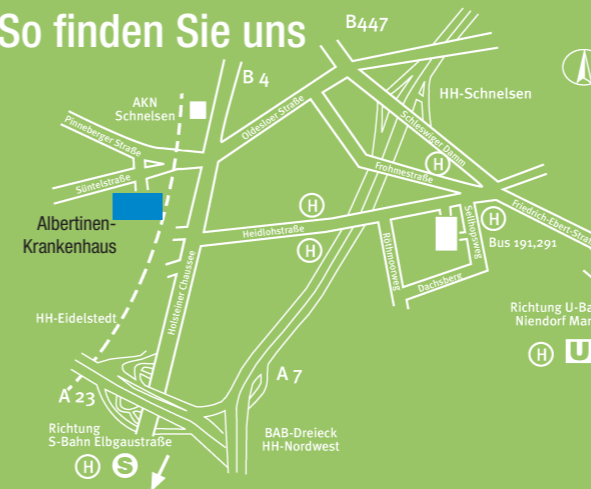 So finden Sie uns
B447
B 4
AKN
Schnelsen
HH-Schnelsen
Pinneberger Straße
Oldesloer Straße
Schleswiger Damm
Süntelstraße
Frohmestraße
H
H
H
H
Albertinen-
Krankenhaus
Heidlohstraße
Friedrich-Ebert-Straß
Bus 191,291
Röthmoorweg
Sellhopsweg
Dachsberg
Holsteiner Chaussee
HH-Eidelstedt
Richtung U-Ba
Niendorf Mar
H U
A 23
A 7
Richtung
S-Bahn Elbgaustraße
H S
BAB-Dreieck
HH-Nordwest